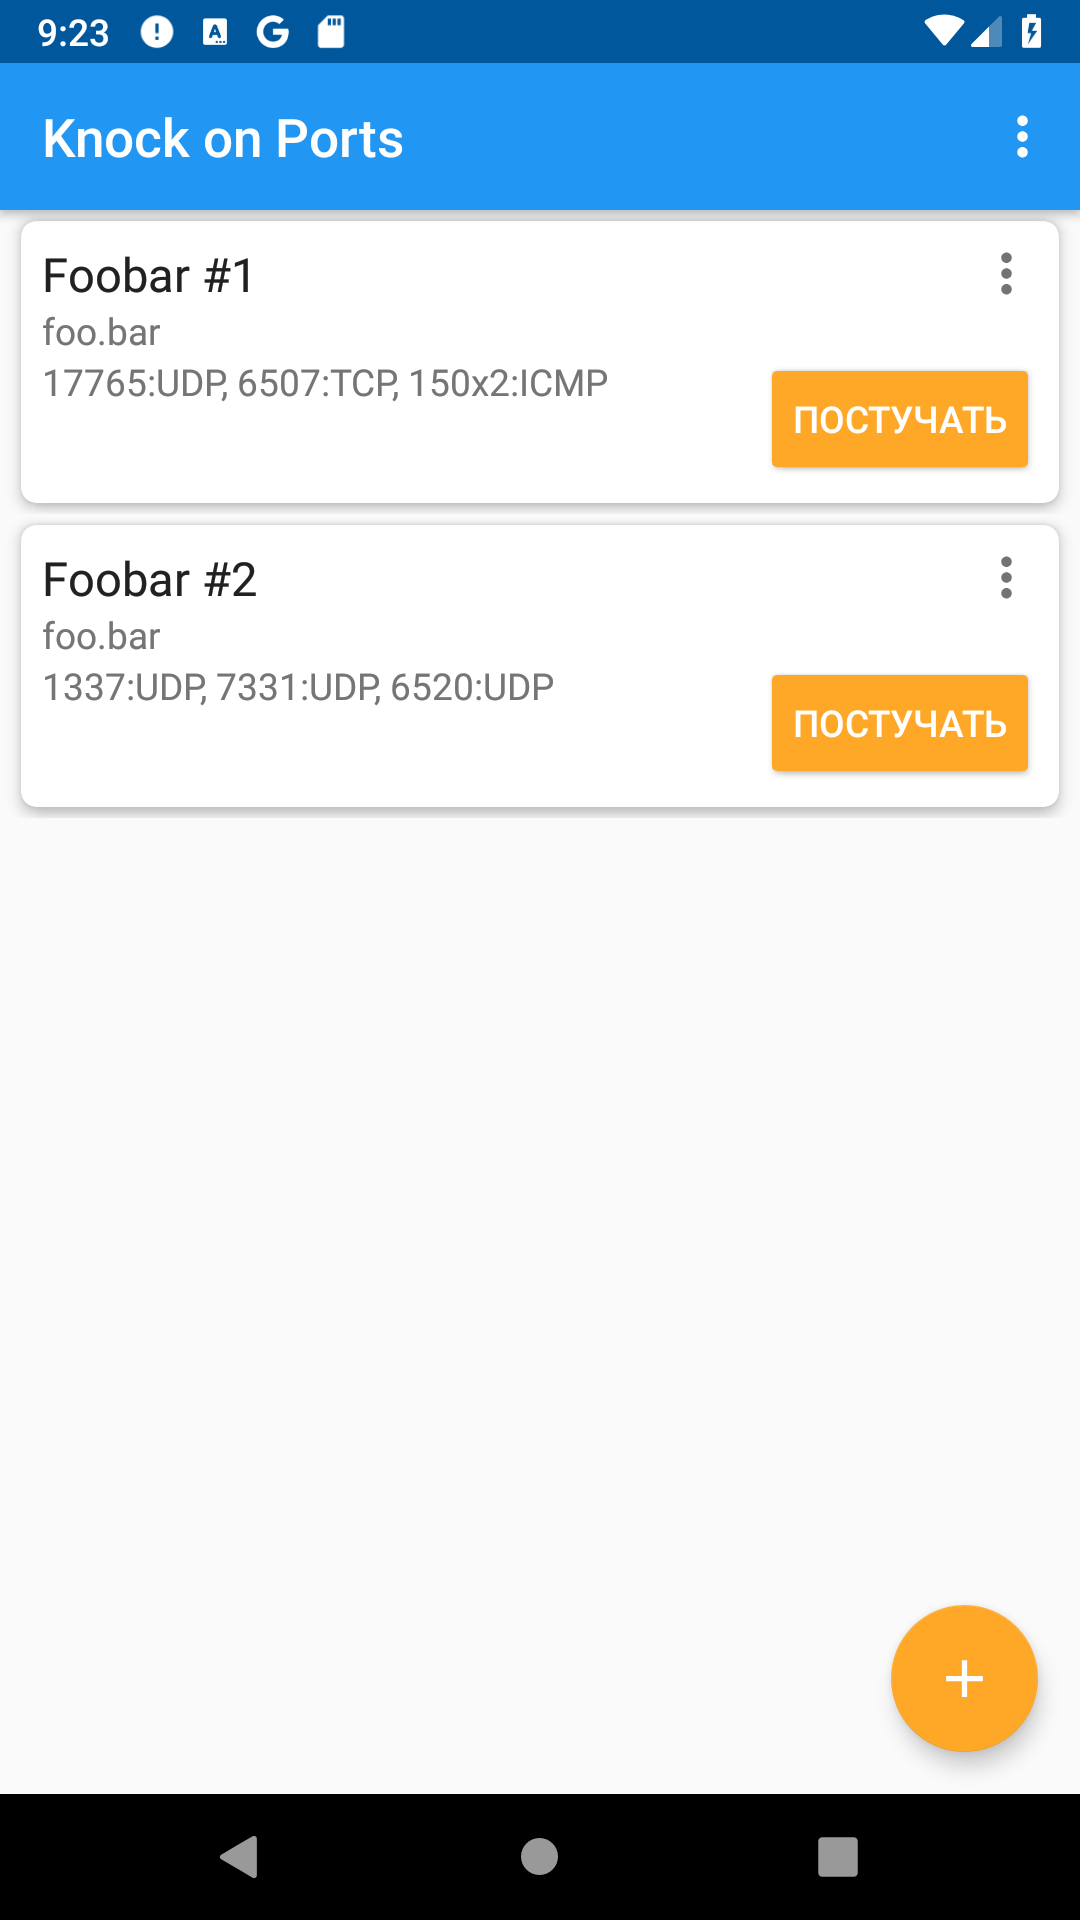 9:23
Knock on Ports
Foobar #1
foo.bar
17765:UDP, 6507:TCP, 150x2:ICMP
ПОСТУЧАТЬ
Foobar #2
foo.bar
1337:UDP, 7331:UDP, 6520:UDP
ПОСТУЧАТЬ